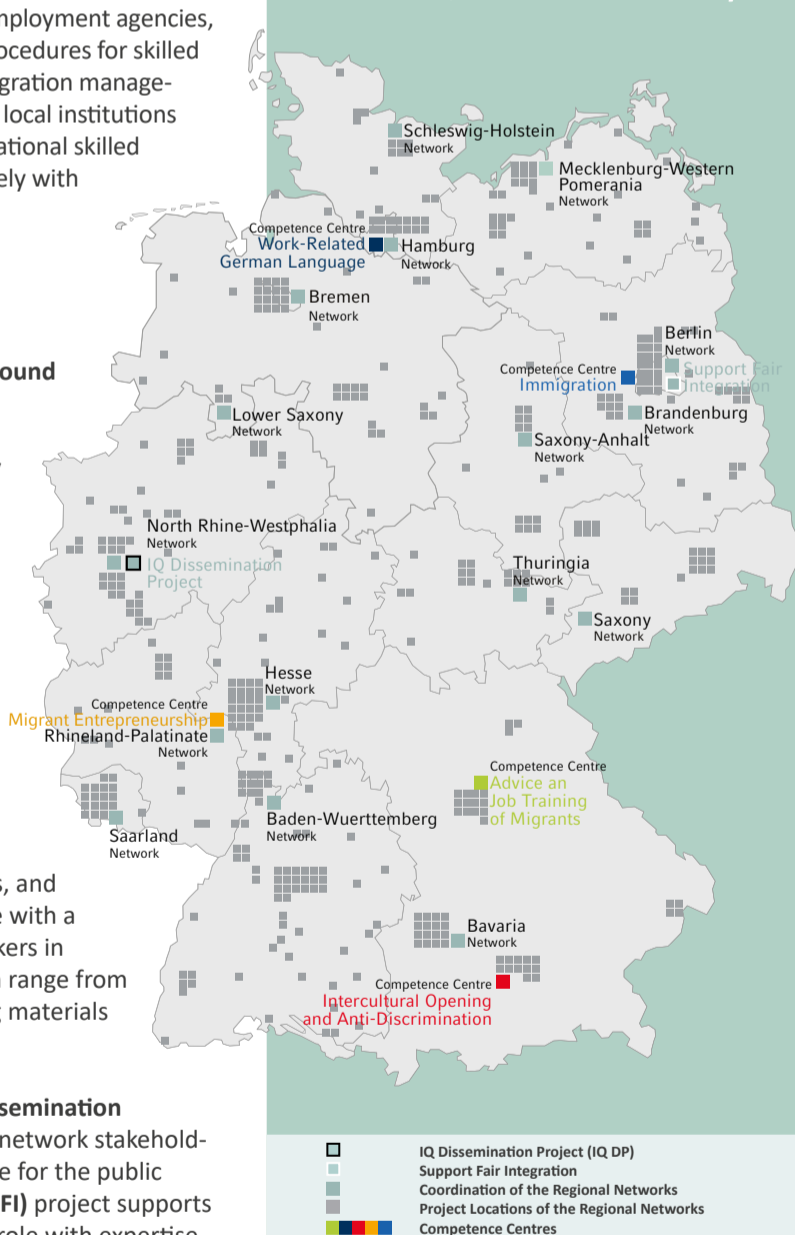 mployment agencies,
ocedures for skilled
gration manage-
local institutions
ational skilled
ely with
ound
s, and
e with a
kers in
n range from
g materials
semination
network stakehold-
e for the public
FI) project supports
role with expertise
Schleswig-Holstein
Network
Mecklenburg-Western
Pomerania
Network
Competence Centre
Work-Related
German Language
Hamburg
Network
Bremen
Network
Berlin
Network
Support Fair
Integration
Competence Centre
Immigration
Brandenburg
Network
Lower Saxony
Network
Saxony-Anhalt
Network
North Rhine-Westphalia
Network
IQ Dissemination
Project
Thuringia
Network
Saxony
Network
Hesse
Network
Competence Centre
Migrant Entrepreneurship
Rhineland-Palatinate
Network
Competence Centre
Advice an
Job Training
of Migrants
Saarland
Network
Baden-Wuerttemberg
Network
Bavaria
Network
Competence Centre
Intercultural Opening
and Anti-Discrimination
IQ Dissemination Project (IQ DP)
Support Fair Integration
Coordination of the Regional Networks
Project Locations of the Regional Networks
Competence Centres